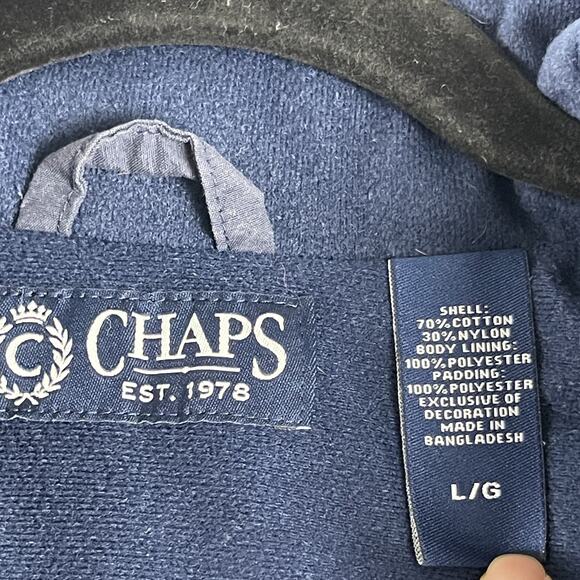 C
CHAPS
EST. 1978
SHELL:
70% COTTON
30% NYLON
BODY LINING:
100% POLYESTER
PADDING:
100% POLYESTER
EXCLUSIVE OF
DECORATION
MADE IN
BANGLADESH
L/G